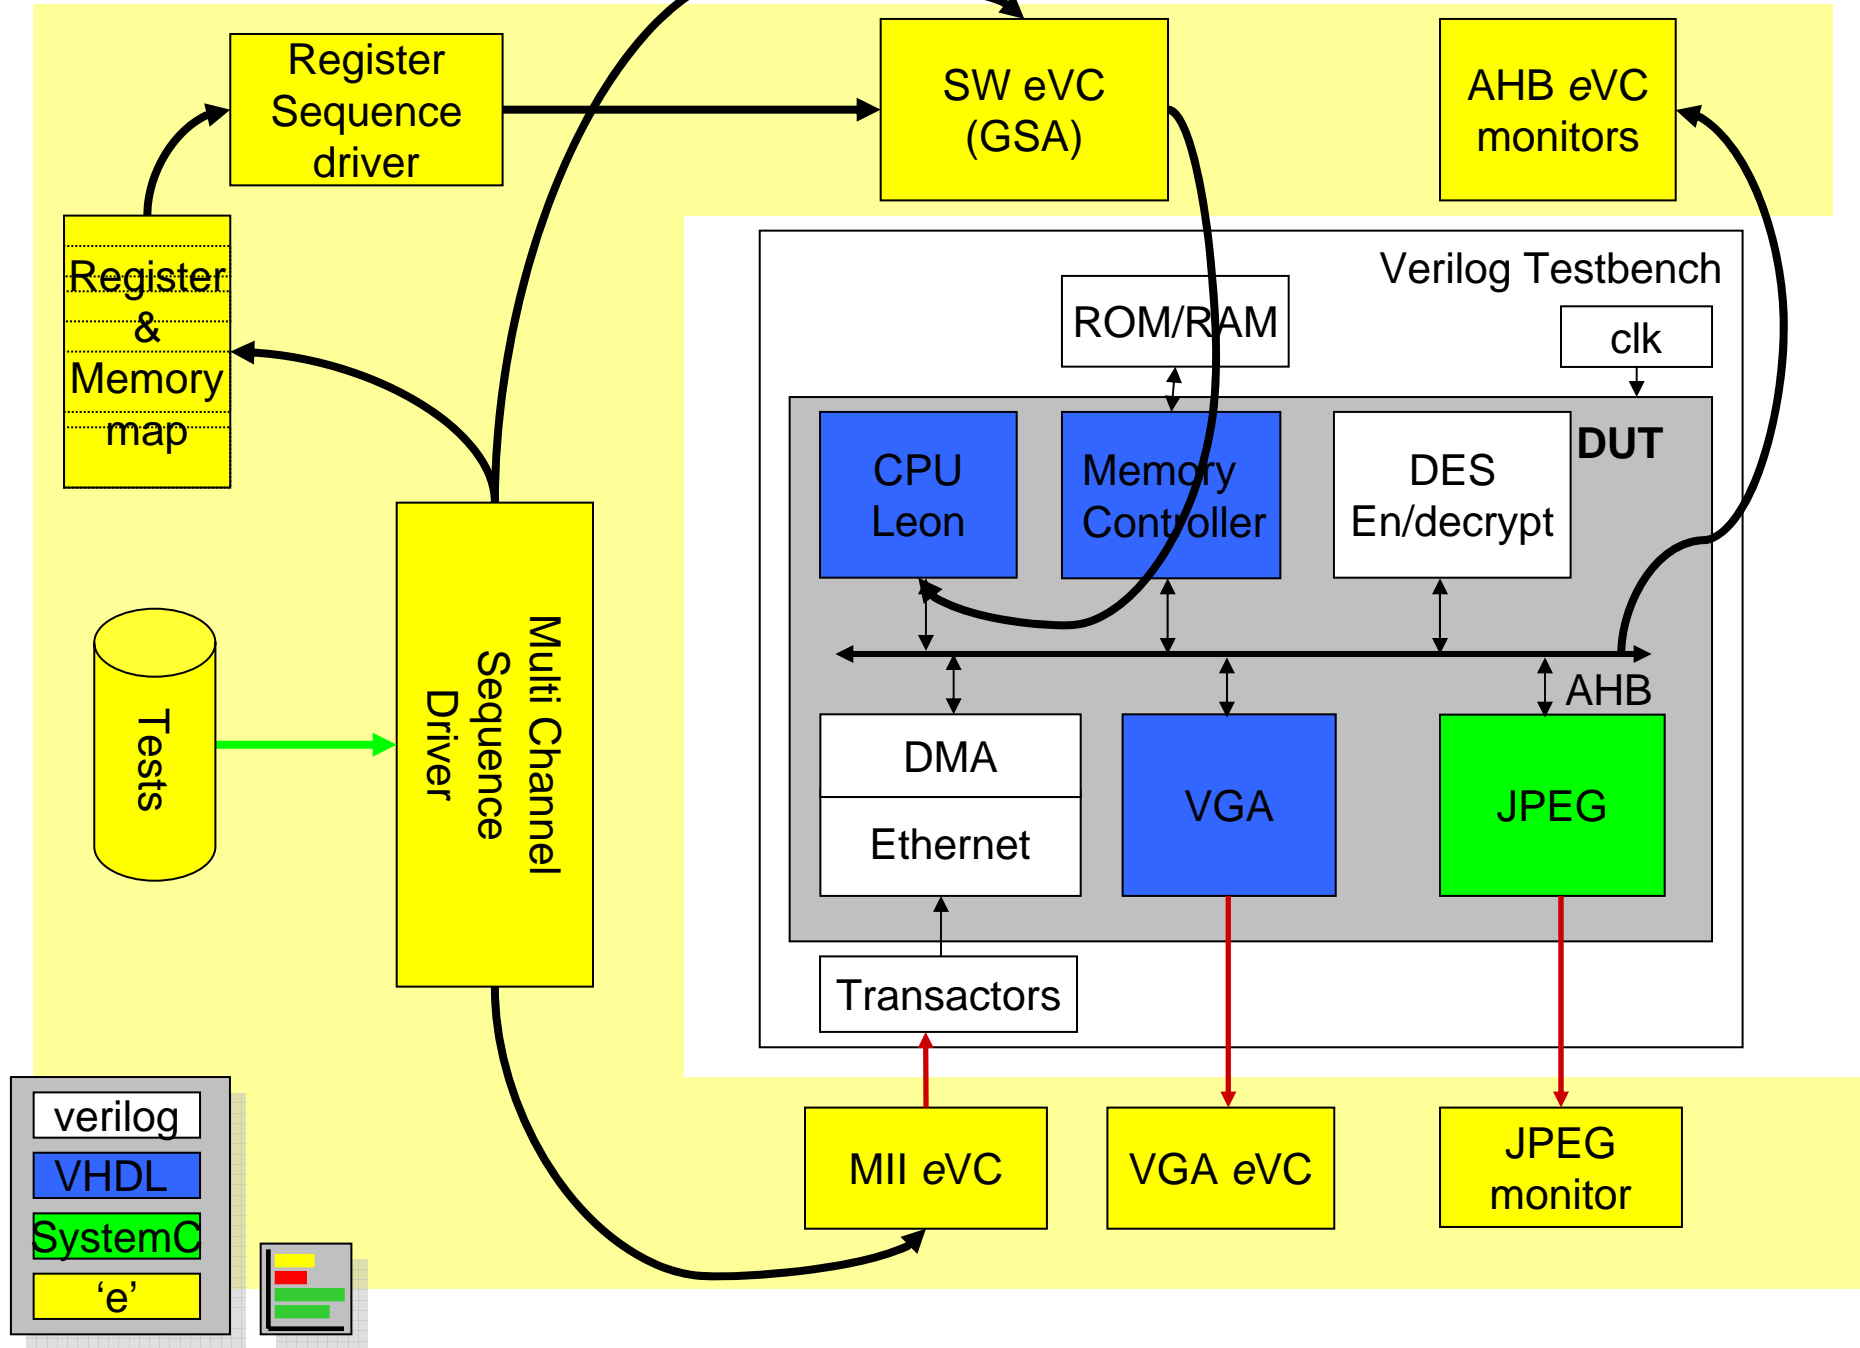 Register
Sequence
driver
SW eVC
(GSA)
AHB eVC
monitors
Register
&
Memory
map
Verilog Testbench
ROM/RAM
clk
DUT
CPU
Leon
Memory
Controller
DES
En/decrypt
Multi Channel
Sequence
Driver
Tests
AHB
DMA
Ethernet
VGA
JPEG
Transactors
MII eVC
VGA eVC
JPEG
monitor
verilog
VHDL
SystemC
‘e’